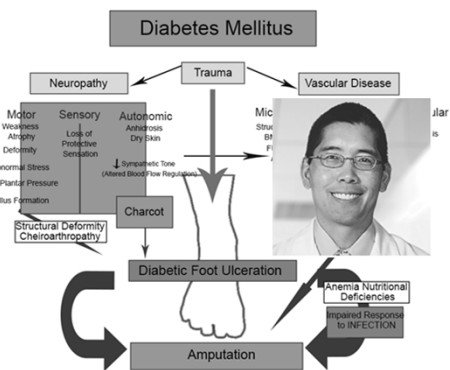 Diabetes Mellitus
Trauma
Neuropathy
Vascular Disease
Motor
Weakness
Atrophy
Deformity
Plantar Pressure
Sensory
Loss of
Protective
Sensation
Autonomic
Anhidrosis
Dry Skin
↓ Sympathetic Tone
(Altered Blood Flow Regulation)
Charcot
Structural Deformity
Cheiroarthropathy
Diabetic Foot Ulceration
Anemia Nutritional
Deficiencies
Impaired Response
to INFECTION
Amputation